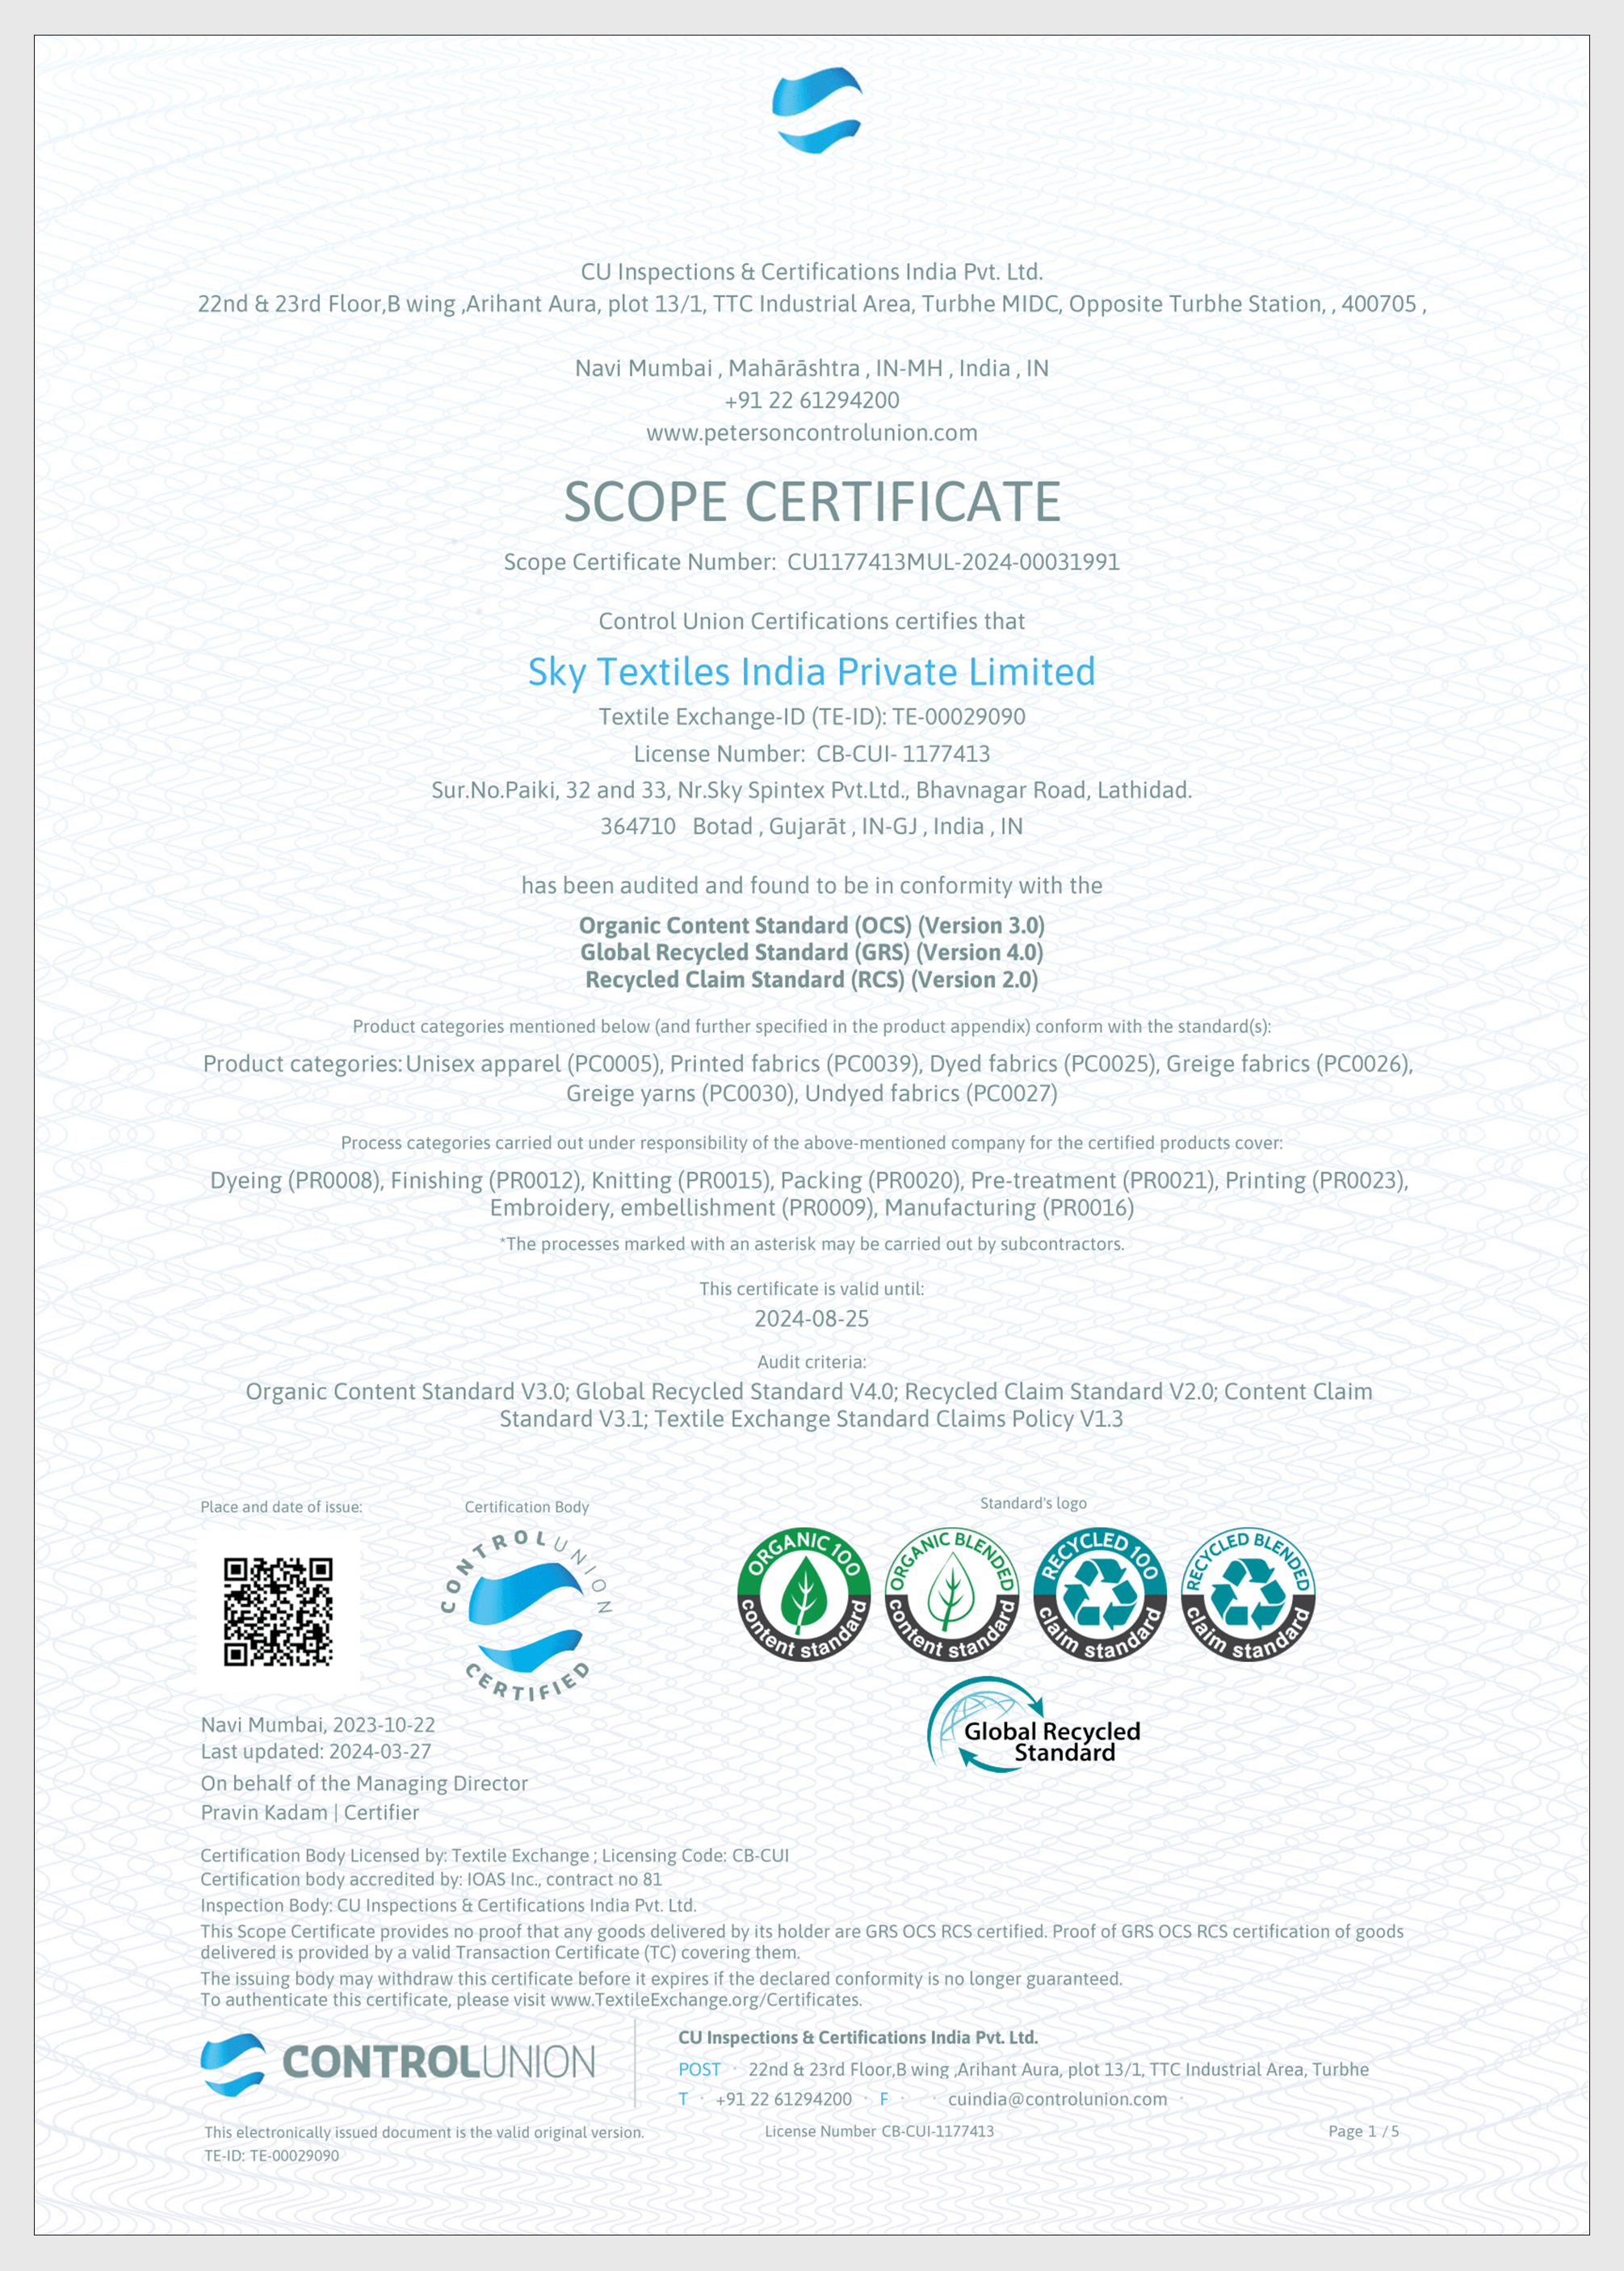 CU Inspections & Certifications India Pvt. Ltd.
22nd & 23rd Floor,B wing ,Arihant Aura, plot 13/1, TTC Industrial Area, Turbhe MIDC, Opposite Turbhe Station, , 400705 ,
Navi Mumbai , Mahārāshtra , IN-MH , India , IN
+91 22 61294200
www.petersoncontrolunion.com
SCOPE CERTIFICATE
Scope Certificate Number: CU1177413MUL-2024-00031991
Control Union Certifications certifies that
Sky Textiles India Private Limited
Textile Exchange-ID (TE-ID): TE-00029090
License Number: CB-CUI- 1177413
Sur.No.Paiki, 32 and 33, Nr.Sky Spintex Pvt.Ltd., Bhavnagar Road, Lathidad.
364710 Botad , Gujarāt , IN-GJ , India , IN
has been audited and found to be in conformity with the
Organic Content Standard (OCS) (Version 3.0)
Global Recycled Standard (GRS) (Version 4.0)
Recycled Claim Standard (RCS) (Version 2.0)
Product categories mentioned below (and further specified in the product appendix) conform with the standard(s):
Product categories: Unisex apparel (PC0005), Printed fabrics (PC0039), Dyed fabrics (PC0025), Greige fabrics (PC0026),
Greige yarns (PC0030), Undyed fabrics (PC0027)
Process categories carried out under responsibility of the above-mentioned company for the certified products cover:
Dyeing (PR0008), Finishing (PR0012), Knitting (PR0015), Packing (PR0020), Pre-treatment (PR0021), Printing (PR0023),
Embroidery, embellishment (PR0009), Manufacturing (PR0016)
*The processes marked with an asterisk may be carried out by subcontractors.
This certificate is valid until:
2024-08-25
Audit criteria:
Organic Content Standard V3.0; Global Recycled Standard V4.0; Recycled Claim Standard V2.0; Content Claim
Standard V3.1; Textile Exchange Standard Claims Policy V1.3
Place and date of issue:
Certification Body
Standard's logo
CONTROLUNION
CERTIFIED
ORGANIC 100
content standard
ORGANIC BLENDED
content standard
RECYCLED 100
claim standard
RECYCLED BLENDED
claim standard
Global Recycled
Standard
Navi Mumbai, 2023-10-22
Last updated: 2024-03-27
On behalf of the Managing Director
Pravin Kadam | Certifier
Certification Body Licensed by: Textile Exchange ; Licensing Code: CB-CUI
Certification body accredited by: IOAS Inc., contract no 81
Inspection Body: CU Inspections & Certifications India Pvt. Ltd.
This Scope Certificate provides no proof that any goods delivered by its holder are GRS OCS RCS certified. Proof of GRS OCS RCS certification of goods
delivered is provided by a valid Transaction Certificate (TC) covering them.
The issuing body may withdraw this certificate before it expires if the declared conformity is no longer guaranteed.
To authenticate this certificate, please visit www.TextileExchange.org/Certificates.
CONTROLUNION
CU Inspections & Certifications India Pvt. Ltd.
POST · 22nd & 23rd Floor,B wing ,Arihant Aura, plot 13/1, TTC Industrial Area, Turbhe
T · +91 22 61294200 · F · · cuindia@controlunion.com ·
This electronically issued document is the valid original version.
License Number CB-CUI-1177413
Page 1 / 5
TE-ID: TE-00029090